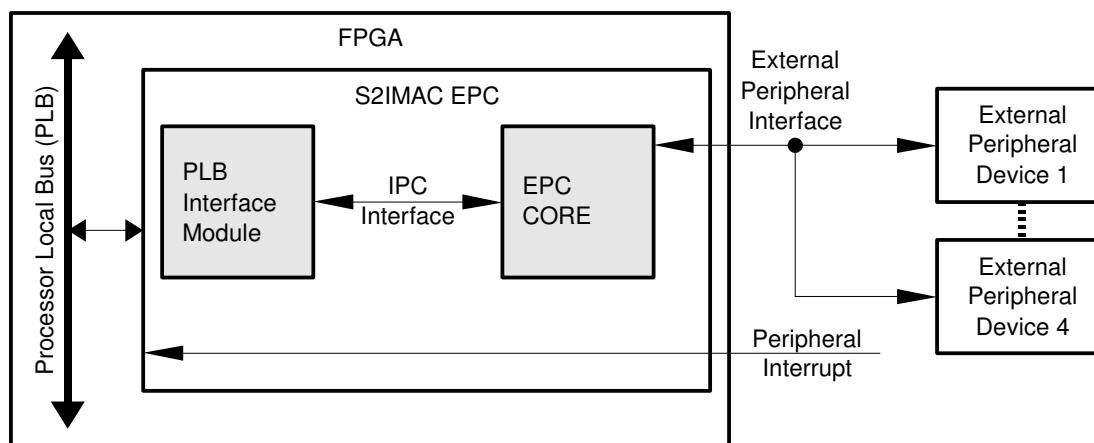 FPGA
Processor Local Bus (PLB)
S2IMAC EPC
PLB
Interface
Module
IPC
Interface
EPC
CORE
External
Peripheral
Interface
External
Peripheral
Device 1
External
Peripheral
Device 4
Peripheral
Interrupt